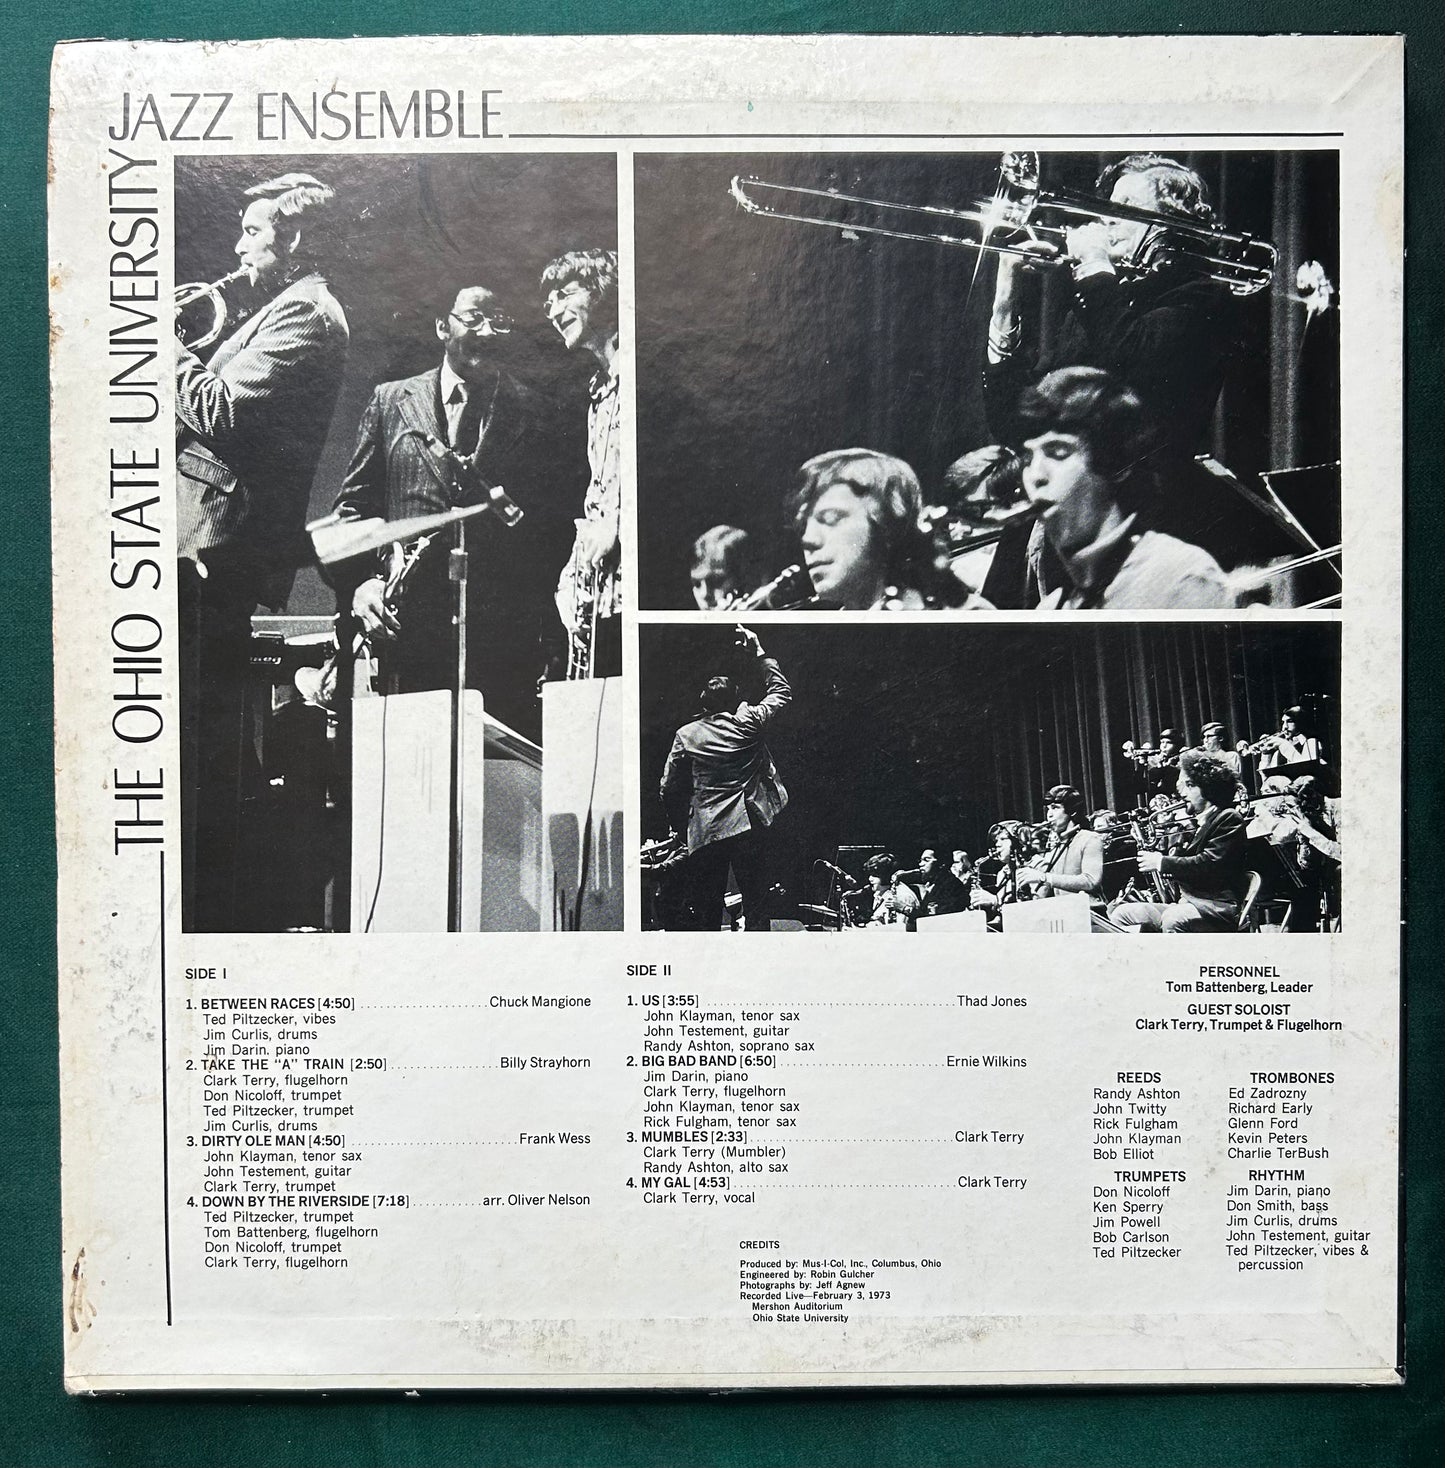 JAZZ ENSEMBLE
THE OHIO STATE UNIVERSITY
SIDE I
1. BETWEEN RACES [4:50] ........................ Chuck Mangione
Ted Piltzecker, vibes
Jim Curlis, drums
Jim Darin, piano
2. TAKE THE "A" TRAIN [2:50] .................... Billy Strayhorn
Clark Terry, flugelhorn
Don Nicoloff, trumpet
Ted Piltzecker, trumpet
Jim Curlis, drums
3. DIRTY OLE MAN [4:50] ............................... Frank Wess
John Klayman, tenor sax
John Testement, guitar
Clark Terry, trumpet
4. DOWN BY THE RIVERSIDE [7:18] ........... arr. Oliver Nelson
Ted Piltzecker, trumpet
Tom Battenberg, flugelhorn
Don Nicoloff, trumpet
Clark Terry, flugelhorn
SIDE II
1. US [3:55] .............................................. Thad Jones
John Klayman, tenor sax
John Testement, guitar
Randy Ashton, soprano sax
2. BIG BAD BAND [6:50] .............................. Ernie Wilkins
Jim Darin, piano
Clark Terry, flugelhorn
John Klayman, tenor sax
Rick Fulgham, tenor sax
3. MUMBLES [2:33] ..................................... Clark Terry
Clark Terry (Mumbler)
Randy Ashton, alto sax
4. MY GAL [4:53] ........................................ Clark Terry
Clark Terry, vocal
CREDITS
Produced by: Mus-I-Col, Inc., Columbus, Ohio
Engineered by: Robin Gulcher
Photographs by: Jeff Agnew
Recorded Live—February 3, 1973
Mershon Auditorium
Ohio State University
PERSONNEL
Tom Battenberg, Leader
GUEST SOLOIST
Clark Terry, Trumpet & Flugelhorn
REEDS
Randy Ashton
John Twitty
Rick Fulgham
John Klayman
Bob Elliot
TRUMPETS
Don Nicoloff
Ken Sperry
Jim Powell
Bob Carlson
Ted Piltzecker
TROMBONES
Ed Zadrozny
Richard Early
Glenn Ford
Kevin Peters
Charlie TerBush
RHYTHM
Jim Darin, piano
Don Smith, bass
Jim Curlis, drums
John Testement, guitar
Ted Piltzecker, vibes &
percussion